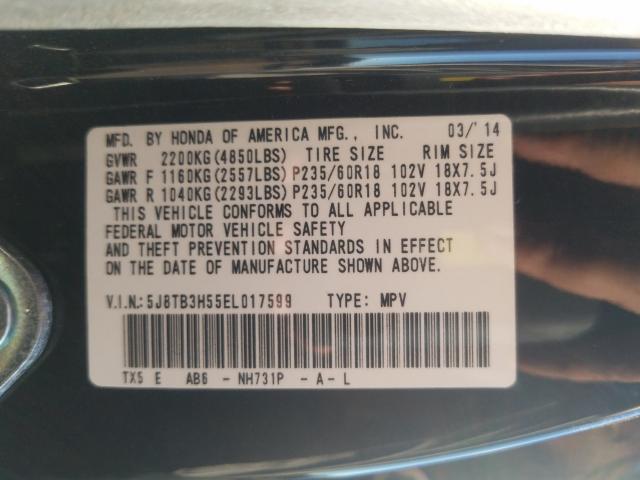 MFD. BY HONDA OF AMERICA MFG., INC. 03/'14
GVWR 2200KG(4850LBS) TIRE SIZE RIM SIZE
GAWR F 1160KG(2557LBS) P235/60R18 102V 18X7.5J
GAWR R 1040KG(2293LBS) P235/60R18 102V 18X7.5J
THIS VEHICLE CONFORMS TO ALL APPLICABLE
FEDERAL MOTOR VEHICLE SAFETY
AND THEFT PREVENTION STANDARDS IN EFFECT
ON THE DATE OF MANUFACTURE SHOWN ABOVE.
V.I.N.:5J8TB3H55EL017599 TYPE: MPV
TX5 E AB6 - NH731P - A - L